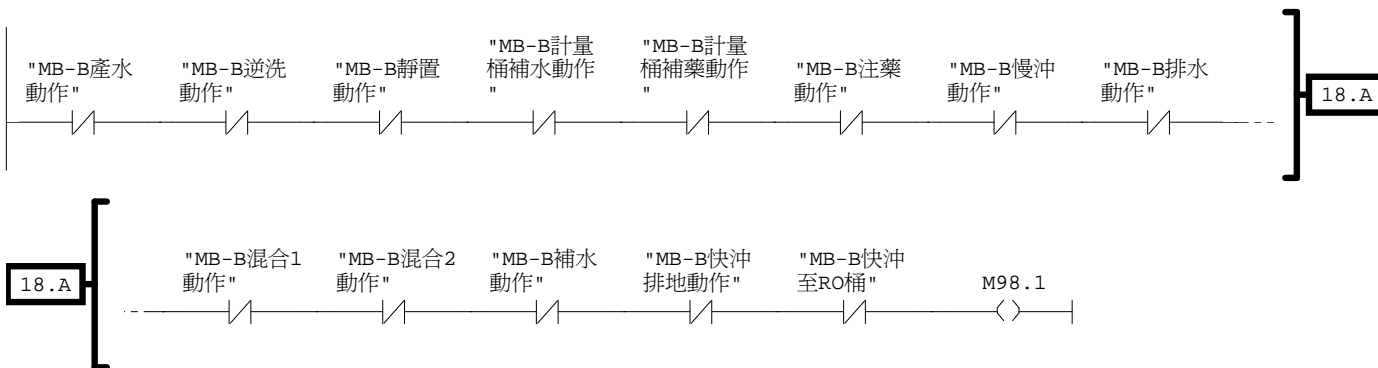 "MB-B計量
"MB-B計量
"MB-B產水
"MB-B逆洗
"MB-B靜置
桶補水動作
桶補藥動作
"MB-B注藥
"MB-B慢沖
"MB-B排水
動作"
動作"
動作"
"
"
動作"
動作"
動作"
18.A
"MB-B混合1
"MB-B混合2
"MB-B補水
"MB-B快沖
"MB-B快沖
18.A
動作"
動作"
動作"
排地動作"
至RO桶"
M98.1